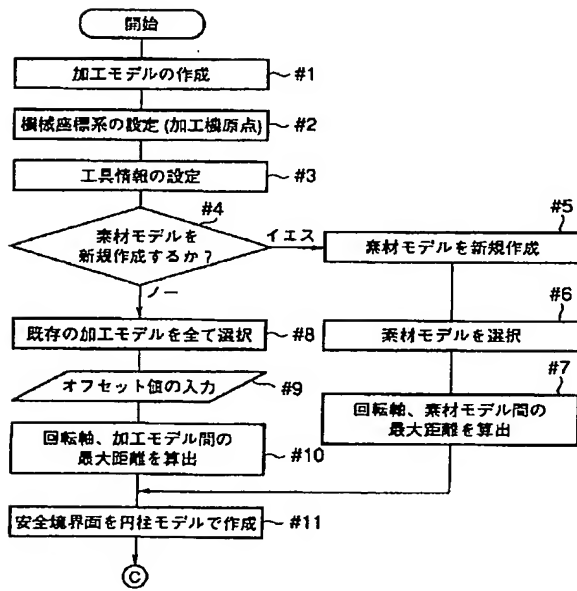 開始
加工モデルの作成
#1
機械座標系の設定(加工機原点)
#2
工具情報の設定
#3
#4
素材モデルを
新規作成するか?
イエス
ノー
#5
素材モデルを新規作成
#6
素材モデルを選択
#7
回転軸、素材モデル間の
最大距離を算出
既存の加工モデルを全て選択
#8
オフセット値の入力
#9
回転軸、加工モデル間の
最大距離を算出
#10
安全境界面を円柱モデルで作成
#11
C